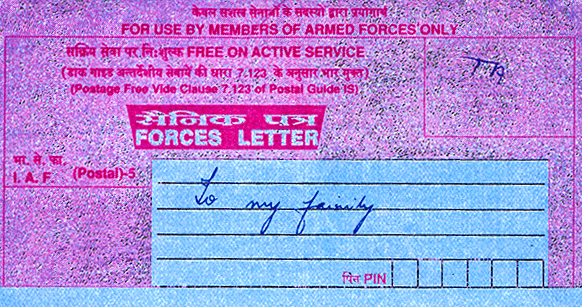 केवल सशस्त्र सेनाओं के सदस्यों द्वारा प्रयोगार्थ
FOR USE BY MEMBERS OF ARMED FORCES ONLY
सक्रिय सेवा पर निःशुल्क FREE ON ACTIVE SERVICE
(डाक गाइड अन्तर्देशीय सेवायें की धारा 7.123 के अनुसार भार मुक्त)
(Postage Free Vide Clause 7.123 of Postal Guide IS)
सैनिक पत्र
FORCES LETTER
भा. से. फा.
I. A. F. (Postal)-5
To my family
पिन PIN